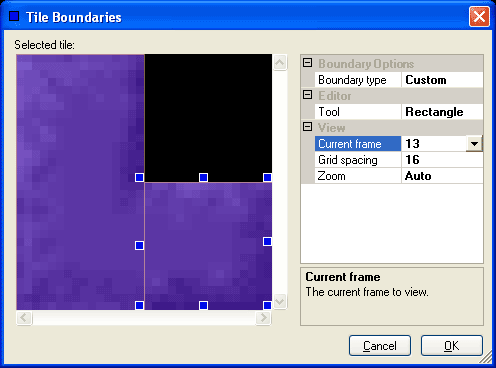 Tile Boundaries
Selected tile:
Boundary Options
Boundary type Custom
Editor
Tool Rectangle
View
Current frame 13
Grid spacing 16
Zoom Auto
Current frame
The current frame to view.
Cancel OK